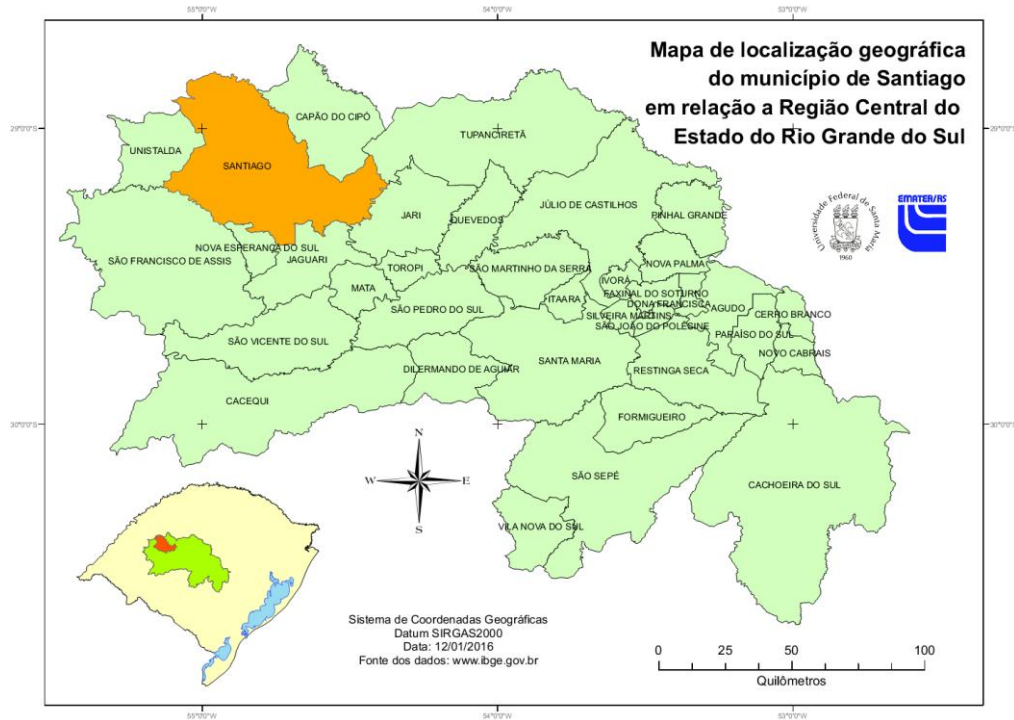 55°0'0"W 54°0'0"W 53°0'0"W
Mapa de localização geográfica
do município de Santiago
em relação a Região Central do
Estado do Rio Grande do Sul
29°0'0"S
29°0'0"S
CAPÃO DO CIPÓ
TUPANCIRETÃ
UNISTALDA
SANTIAGO
EMATER/RS
Universidade Federal de Santa Maria
1960
JÚLIO DE CASTILHOS
JARI
QUEVEDOS
PINHAL GRANDE
NOVA ESPERANÇA DO SUL
SÃO FRANCISCO DE ASSIS
JAGUARI
TOROPI
SÃO MARTINHO DA SERRA
NOVA PALMA
IVORÁ
MATA
FAXINAL DO SOTURNO
ITAARA
DONA FRANCISCA
AGUDO
SÃO PEDRO DO SUL
SILVEIRA MARTINS
CERRO BRANCO
SÃO JOÃO DO POLÊSINE
PARAÍSO DO SUL
SÃO VICENTE DO SUL
NOVO CABRAIS
SANTA MARIA
DILERMANDO DE AGUIAR
RESTINGA SECA
CACEQUI
FORMIGUEIRO
30°0'0"S
30°0'0"S
N
W E
S
SÃO SEPÉ
CACHOEIRA DO SUL
VILA NOVA DO SUL
Sistema de Coordenadas Geográficas
Datum SIRGAS2000
Data: 12/01/2016
Fonte dos dados: www.ibge.gov.br
0 25 50 100
Quilômetros
55°0'0"W 54°0'0"W 53°0'0"W